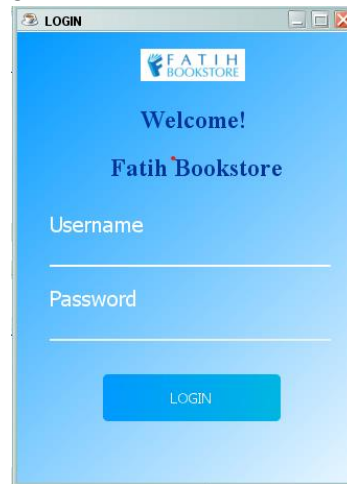 LOGIN
FATIH
BOOKSTORE
Welcome!
Fatih Bookstore
Username
Password
LOGIN